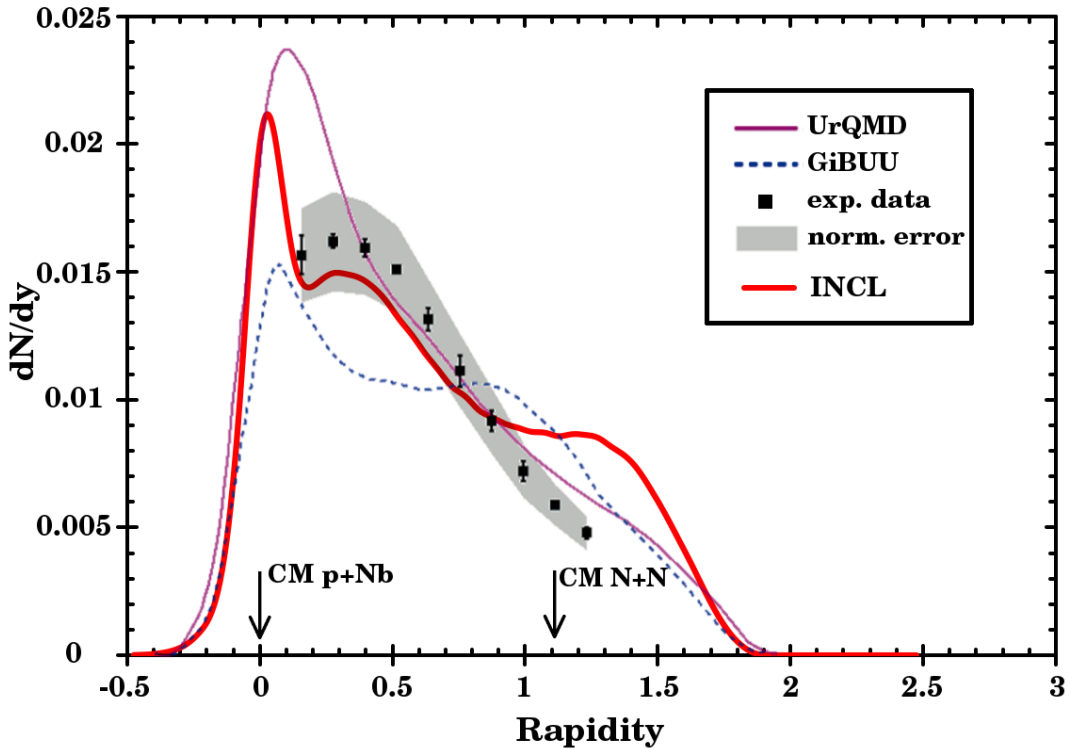 0.025
0.02
0.015
0.01
0.005
0
dN/dy
UrQMD
GiBUU
exp. data
norm. error
INCL
CM p+Nb
CM N+N
-0.5 0 0.5 1 1.5 2 2.5 3
Rapidity